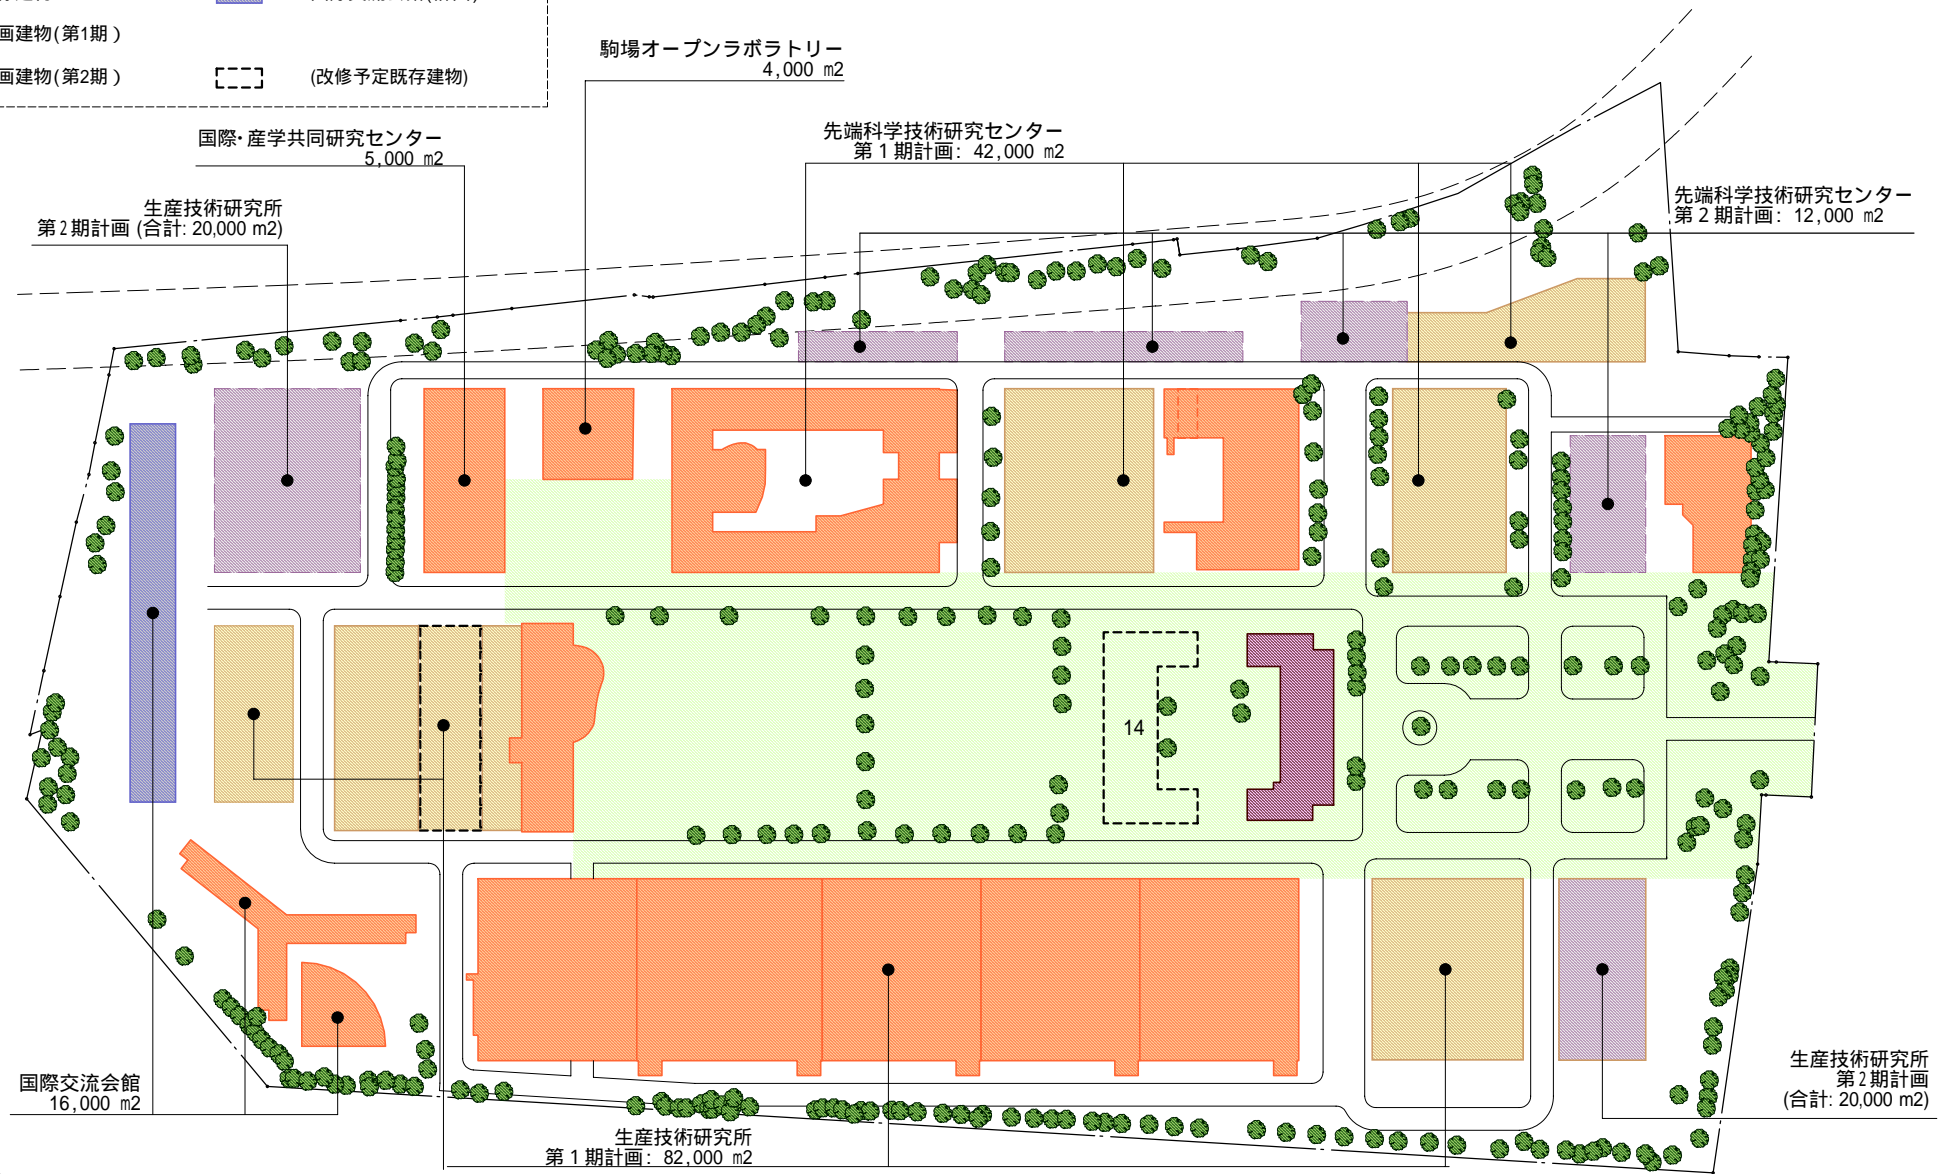 画建物(第1期)
画建物(第2期)
(改修予定既存建物)
駒場オープンラボラトリー
4,000 m2
国際・産学共同研究センター
5,000 m2
先端科学技術研究センター
第1期計画: 42,000 m2
生産技術研究所
第2期計画 (合計: 20,000 m2)
先端科学技術研究センター
第2期計画: 12,000 m2
14
国際交流会館
16,000 m2
生産技術研究所
第1期計画: 82,000 m2
生産技術研究所
第2期計画
(合計: 20,000 m2)